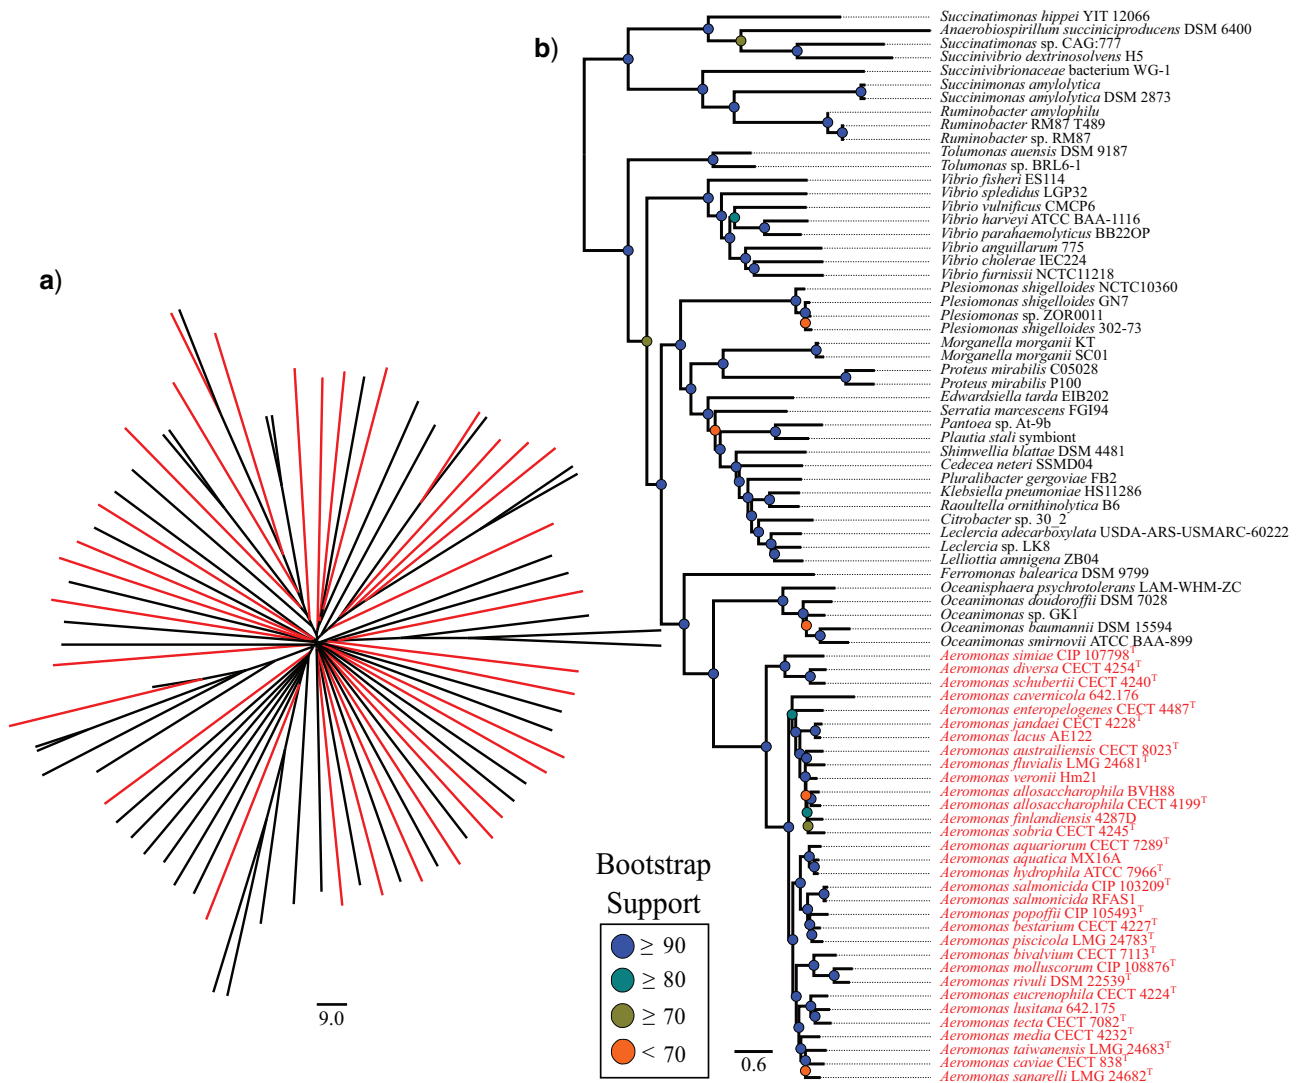 a)
9.0
b)
Succinatimonas hippei YIT 12066
Anaerobiospirillum succiniciproducens DSM 6400
Succinatimonas sp. CAG:777
Succinivibrio dextrinosolvens H5
Succinivibrionaceae bacterium WG-1
Succinimonas amylolytica
Succinimonas amylolytica DSM 2873
Ruminobacter amylophilu
Ruminobacter RM87 T489
Ruminobacter sp. RM87
Tolumonas auensis DSM 9187
Tolumonas sp. BRL6-1
Vibrio fisheri ES114
Vibrio spledidus LGP32
Vibrio vulnificus CMCP6
Vibrio harveyi ATCC BAA-1116
Vibrio parahaemolyticus BB22OP
Vibrio anguillarum 775
Vibrio cholerae IEC224
Vibrio furnissii NCTC11218
Plesiomonas shigelloides NCTC10360
Plesiomonas shigelloides GN7
Plesiomonas sp. ZOR0011
Plesiomonas shigelloides 302-73
Morganella morganii KT
Morganella morganii SC01
Proteus mirabilis C05028
Proteus mirabilis P100
Edwardsiella tarda EIB202
Serratia marcescens FGI94
Pantoea sp. At-9b
Plautia stali symbiont
Shimwellia blattae DSM 4481
Cedecea neteri SSMD04
Pluralibacter gergoviae FB2
Klebsiella pneumoniae HS11286
Raoultella ornithinolytica B6
Citrobacter sp. 30_2
Leclercia adecarboxylata USDA-ARS-USMARC-60222
Leclercia sp. LK8
Lelliottia amnigena ZB04
Ferromonas balearica DSM 9799
Oceanisphaera psychrotolerans LAM-WHM-ZC
Oceanimonas doudoroffii DSM 7028
Oceanimonas sp. GK1
Oceanimonas baumannii DSM 15594
Oceanimonas smirnovii ATCC BAA-899
Aeromonas simiae CIP 107798T
Aeromonas diversa CECT 4254T
Aeromonas schubertii CECT 4240T
Aeromonas cavernicola 642.176
Aeromonas enteropelogenes CECT 4487T
Aeromonas jandaei CECT 4228T
Aeromonas lacus AE122
Aeromonas austrailiensis CECT 8023T
Aeromonas fluvialis LMG 24681T
Aeromonas veronii Hm21
Aeromonas allosaccharophila BVH88
Aeromonas allosaccharophila CECT 4199T
Aeromonas finlandiensis 4287D
Aeromonas sobria CECT 4245T
Aeromonas aquariorum CECT 7289T
Aeromonas aquatica MX16A
Aeromonas hydrophila ATCC 7966T
Aeromonas salmonicida CIP 103209T
Aeromonas salmonicida RFAS1
Aeromonas popoffii CIP 105493T
Aeromonas bestarium CECT 4227T
Aeromonas piscicola LMG 24783T
Aeromonas bivalvium CECT 7113T
Aeromonas molluscorum CIP 108876T
Aeromonas rivuli DSM 22539T
Aeromonas eucrenophila CECT 4224T
Aeromonas lusitana 642.175
Aeromonas tecta CECT 7082T
Aeromonas media CECT 4232T
Aeromonas taiwanensis LMG 24683T
Aeromonas caviae CECT 838T
Aeromonas sanarelli LMG 24682T
Bootstrap
Support
≥ 90
≥ 80
≥ 70
< 70
0.6